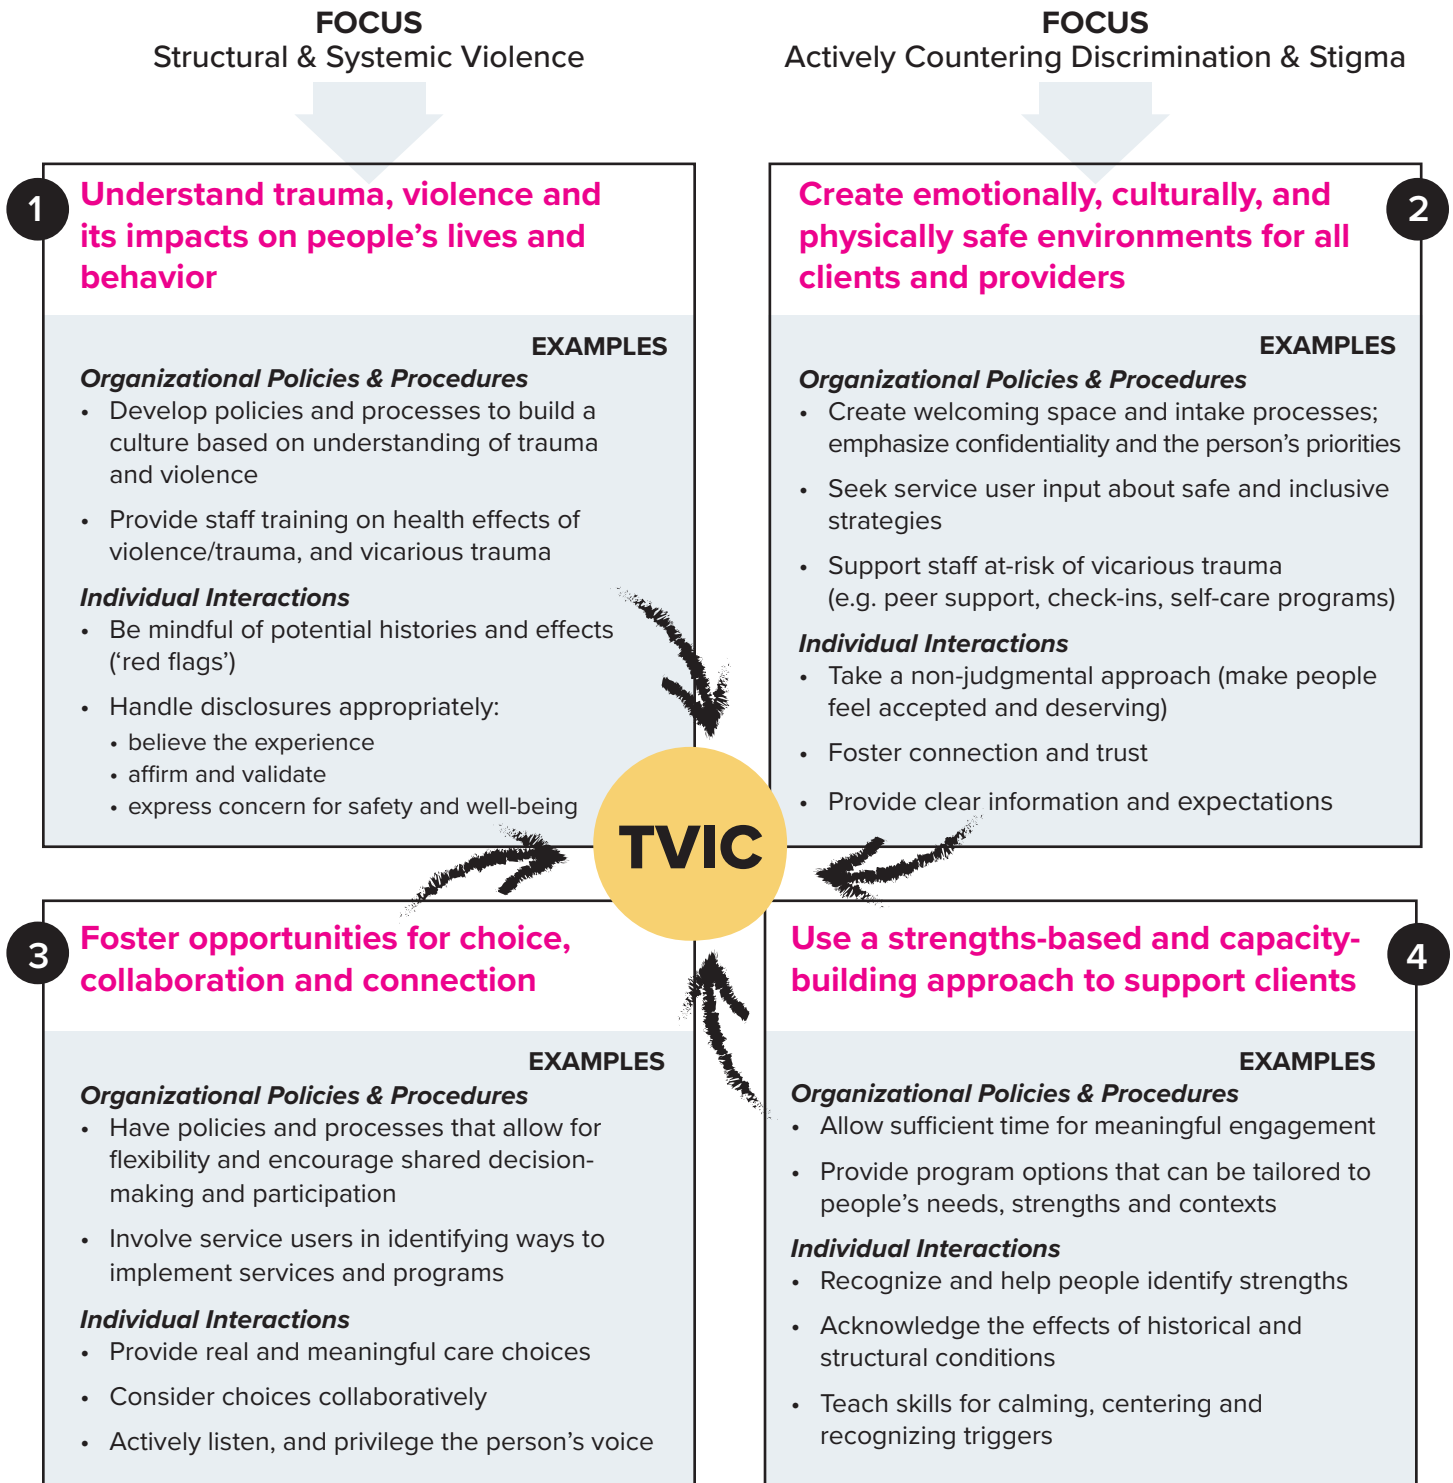 FOCUS
Structural & Systemic Violence
FOCUS
Actively Countering Discrimination & Stigma
1
Understand trauma, violence and
its impacts on people’s lives and
behavior
EXAMPLES
Organizational Policies & Procedures
• Develop policies and processes to build a
culture based on understanding of trauma
and violence
• Provide staff training on health effects of
violence/trauma, and vicarious trauma
Individual Interactions
• Be mindful of potential histories and effects
(‘red flags’)
• Handle disclosures appropriately:
• believe the experience
• affirm and validate
• express concern for safety and well-being
2
Create emotionally, culturally, and
physically safe environments for all
clients and providers
EXAMPLES
Organizational Policies & Procedures
• Create welcoming space and intake processes;
emphasize confidentiality and the person’s priorities
• Seek service user input about safe and inclusive
strategies
• Support staff at-risk of vicarious trauma
(e.g. peer support, check-ins, self-care programs)
Individual Interactions
• Take a non-judgmental approach (make people
feel accepted and deserving)
• Foster connection and trust
• Provide clear information and expectations
TVIC
3
Foster opportunities for choice,
collaboration and connection
EXAMPLES
Organizational Policies & Procedures
• Have policies and processes that allow for
flexibility and encourage shared decision-
making and participation
• Involve service users in identifying ways to
implement services and programs
Individual Interactions
• Provide real and meaningful care choices
• Consider choices collaboratively
• Actively listen, and privilege the person’s voice
4
Use a strengths-based and capacity-
building approach to support clients
EXAMPLES
Organizational Policies & Procedures
• Allow sufficient time for meaningful engagement
• Provide program options that can be tailored to
people’s needs, strengths and contexts
Individual Interactions
• Recognize and help people identify strengths
• Acknowledge the effects of historical and
structural conditions
• Teach skills for calming, centering and
recognizing triggers